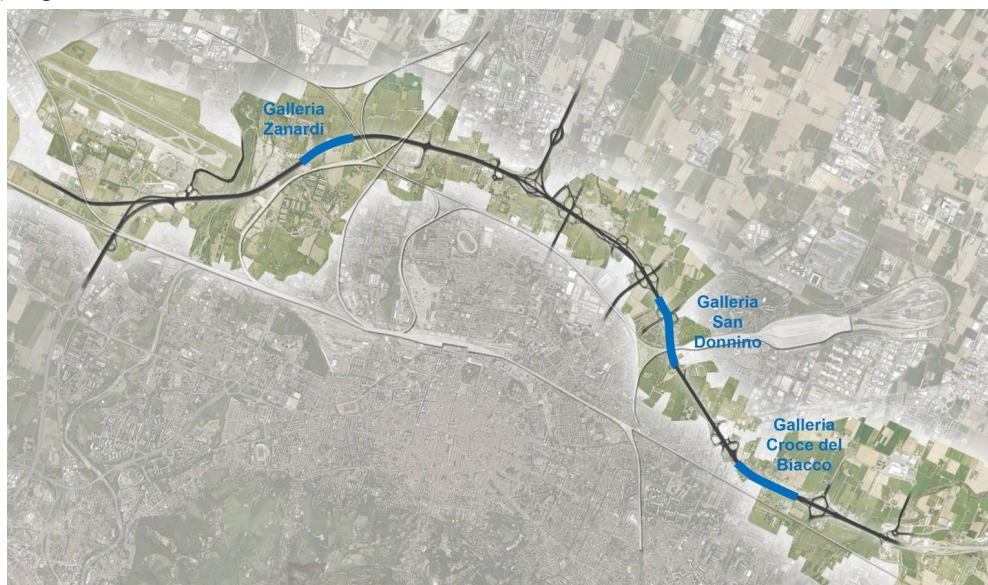 Galleria
Zanardi
Galleria
San
Donnino
Galleria
Croce del
Biacco